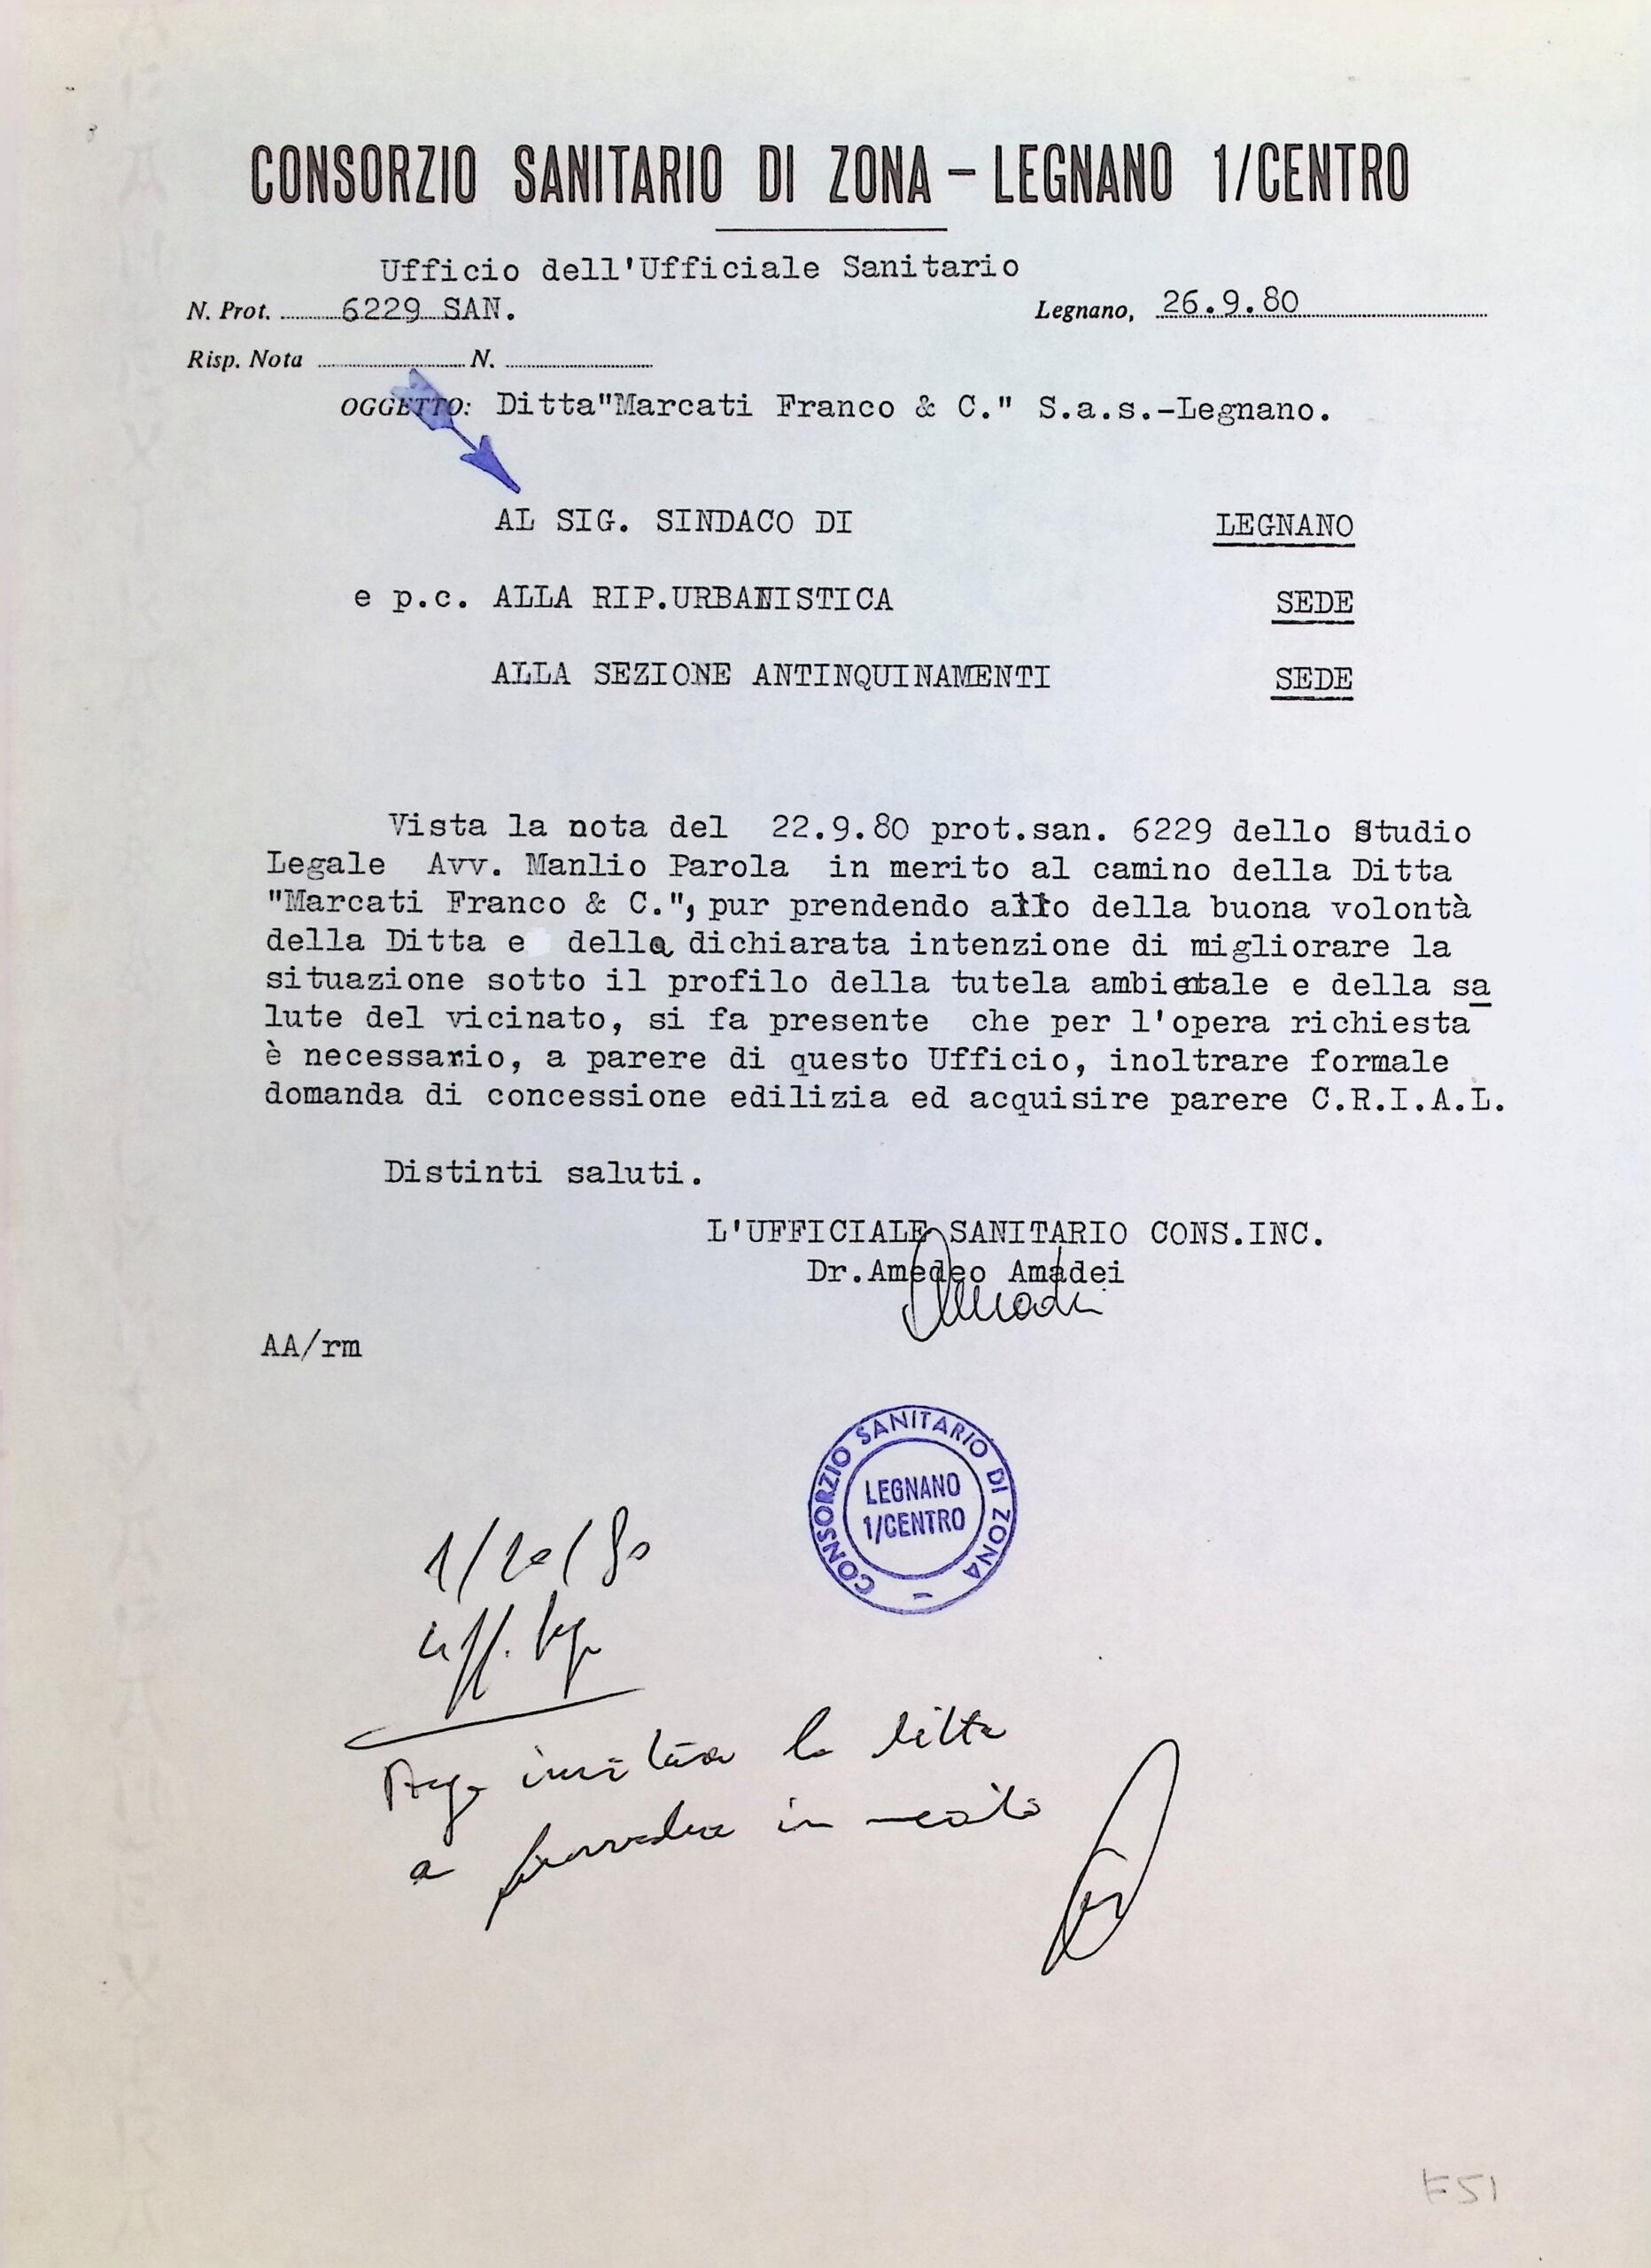 CONSORZIO SANITARIO DI ZONA – LEGNANO 1/CENTRO
Ufficio dell'Ufficiale Sanitario
N. Prot. 6229 SAN.
Legnano, 26.9.80
Risp. Nota N.
OGGETTO: Ditta"Marcati Franco & C." S.a.s.-Legnano.
AL SIG. SINDACO DI LEGNANO
e p.c. ALLA RIP.URBANISTICA SEDE
ALLA SEZIONE ANTINQUINAMENTI SEDE
Vista la nota del 22.9.80 prot.san. 6229 dello Studio
Legale Avv. Manlio Parola in merito al camino della Ditta
"Marcati Franco & C.", pur prendendo atto della buona volontà
della Ditta e della dichiarata intenzione di migliorare la
situazione sotto il profilo della tutela ambientale e della sa
lute del vicinato, si fa presente che per l'opera richiesta
è necessario, a parere di questo Ufficio, inoltrare formale
domanda di concessione edilizia ed acquisire parere C.R.I.A.L.
Distinti saluti.
L'UFFICIALE SANITARIO CONS.INC.
Dr.Amedeo Amadei
Amadei
AA/rm
CONSORZIO SANITARIO DI ZONA –
LEGNANO
1/CENTRO
1/10/80
uff.
invitare la ditta
a provvedere in merito
F51